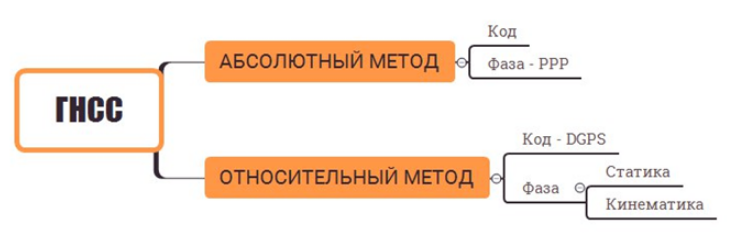 ГНСС
АБСОЛЮТНЫЙ МЕТОД
Код
Фаза - PPP
ОТНОСИТЕЛЬНЫЙ МЕТОД
Код - DGPS
Фаза
Статика
Кинематика